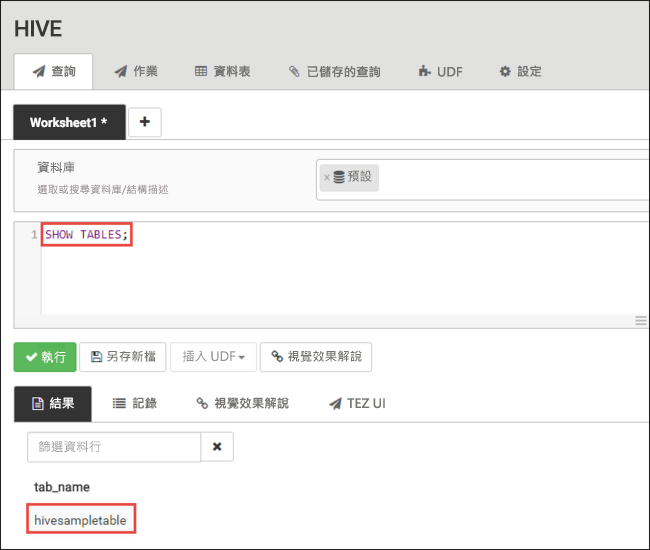 HIVE
查詢 作業 資料表 已儲存的查詢 UDF 設定
Worksheet1 * +
資料庫
選取或搜尋資料庫/結構描述
× 預設
1 SHOW TABLES;
執行 另存新檔 插入 UDF 視覺效果解說
結果 記錄 視覺效果解說 TEZ UI
篩選資料行
tab_name
hivesampletable